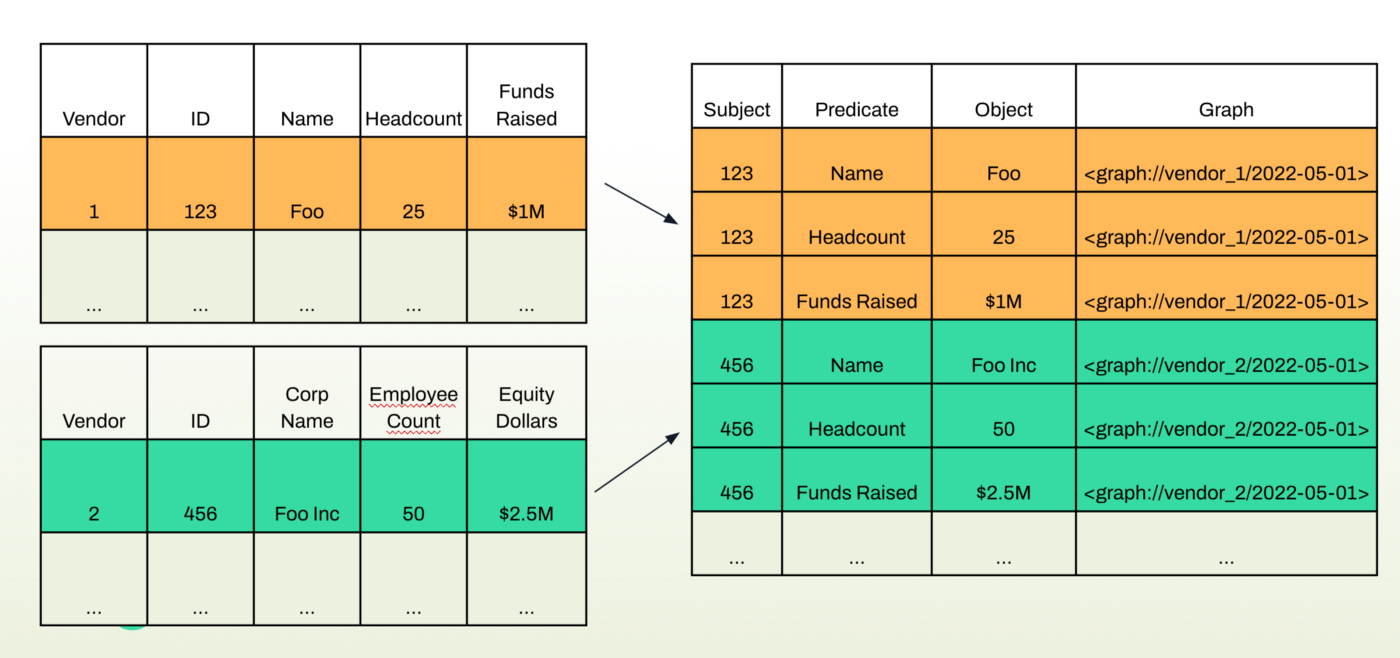 Vendor ID Name Headcount Funds Raised
1 123 Foo 25 $1M
... ... ... ... ...
Vendor ID Corp Name Employee Count Equity Dollars
2 456 Foo Inc 50 $2.5M
... ... ... ... ...
Subject Predicate Object Graph
123 Name Foo <graph://vendor_1/2022-05-01>
123 Headcount 25 <graph://vendor_1/2022-05-01>
123 Funds Raised $1M <graph://vendor_1/2022-05-01>
456 Name Foo Inc <graph://vendor_2/2022-05-01>
456 Headcount 50 <graph://vendor_2/2022-05-01>
456 Funds Raised $2.5M <graph://vendor_2/2022-05-01>
... ... ... ...